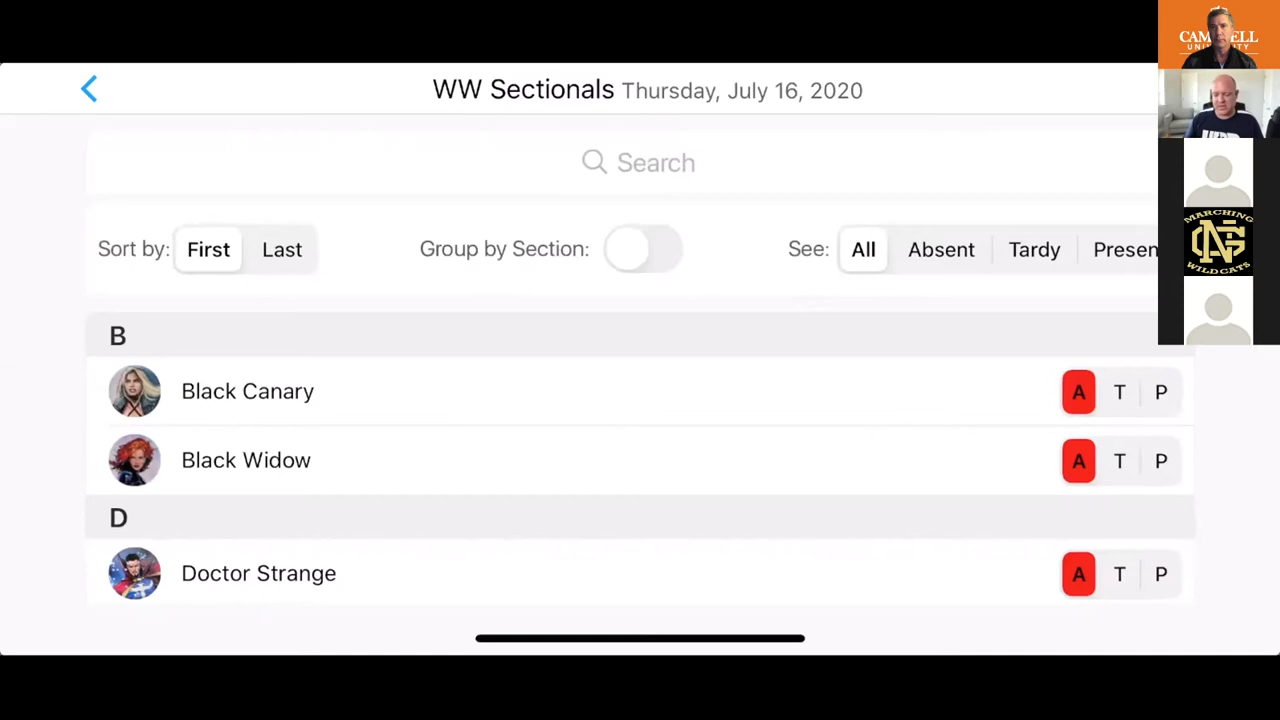 WW Sectionals Thursday, July 16, 2020
Search
Sort by: First Last Group by Section: See: All Absent Tardy Presen
B
Black Canary A T P
Black Widow A T P
D
Doctor Strange A T P
UNIVERSITY
MARCHING
WILDCATS